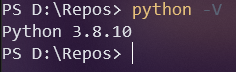 PS D:\Repos> python -V
Python 3.8.10
PS D:\Repos>